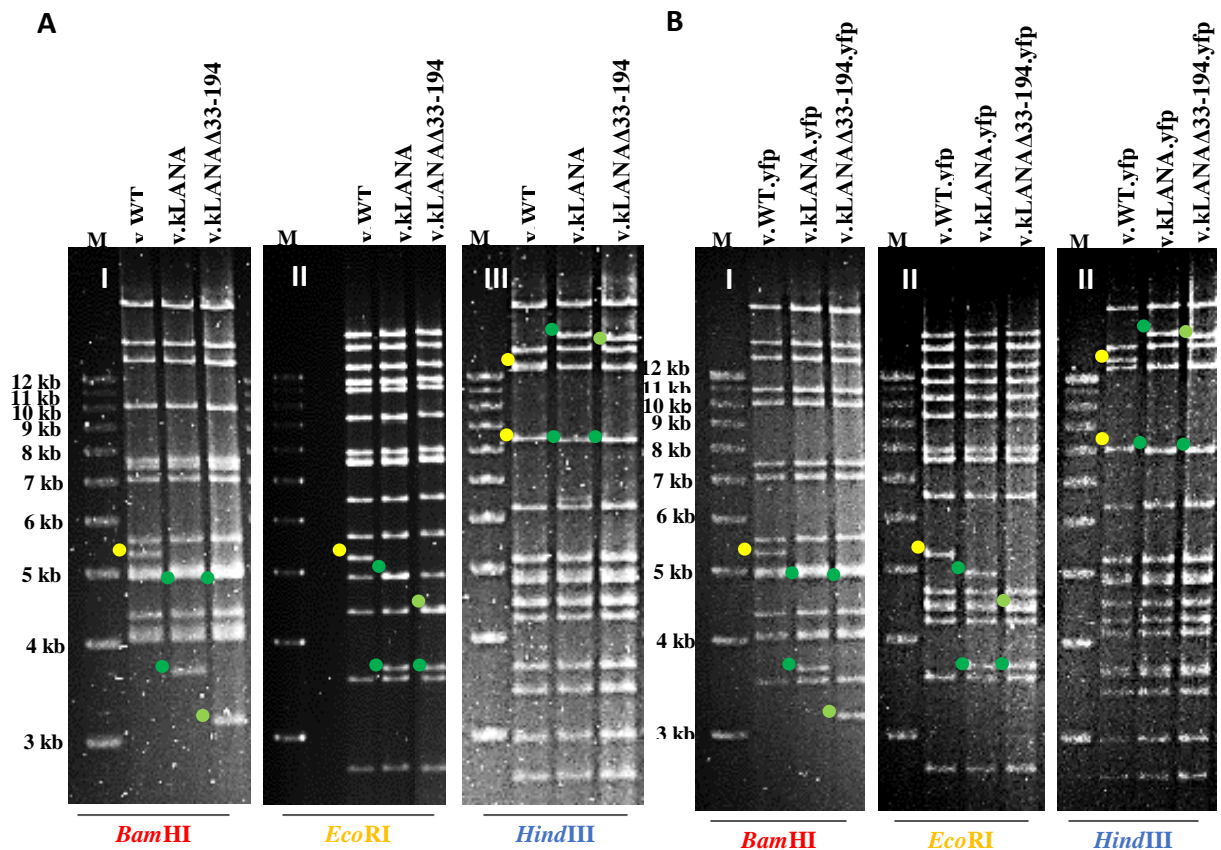 A
B
v.WT
v.kLANA
v.kLANAΔ33-194
v.WT
v.kLANA
v.kLANAΔ33-194
v.WT
v.kLANA
v.kLANAΔ33-194
v.WT.yfp
v.kLANA.yfp
v.kLANAΔ33-194.yfp
v.WT.yfp
v.kLANA.yfp
v.kLANAΔ33-194.yfp
v.WT.yfp
v.kLANA.yfp
v.kLANAΔ33-194.yfp
M
M
M
M
M
M
I
II
III
I
II
II
12 kb
11 kb
10 kb
9 kb
8 kb
7 kb
6 kb
5 kb
4 kb
3 kb
12 kb
11 kb
10 kb
9 kb
8 kb
7 kb
6 kb
5 kb
4 kb
3 kb
BamHI
EcoRI
HindIII
BamHI
EcoRI
HindIII